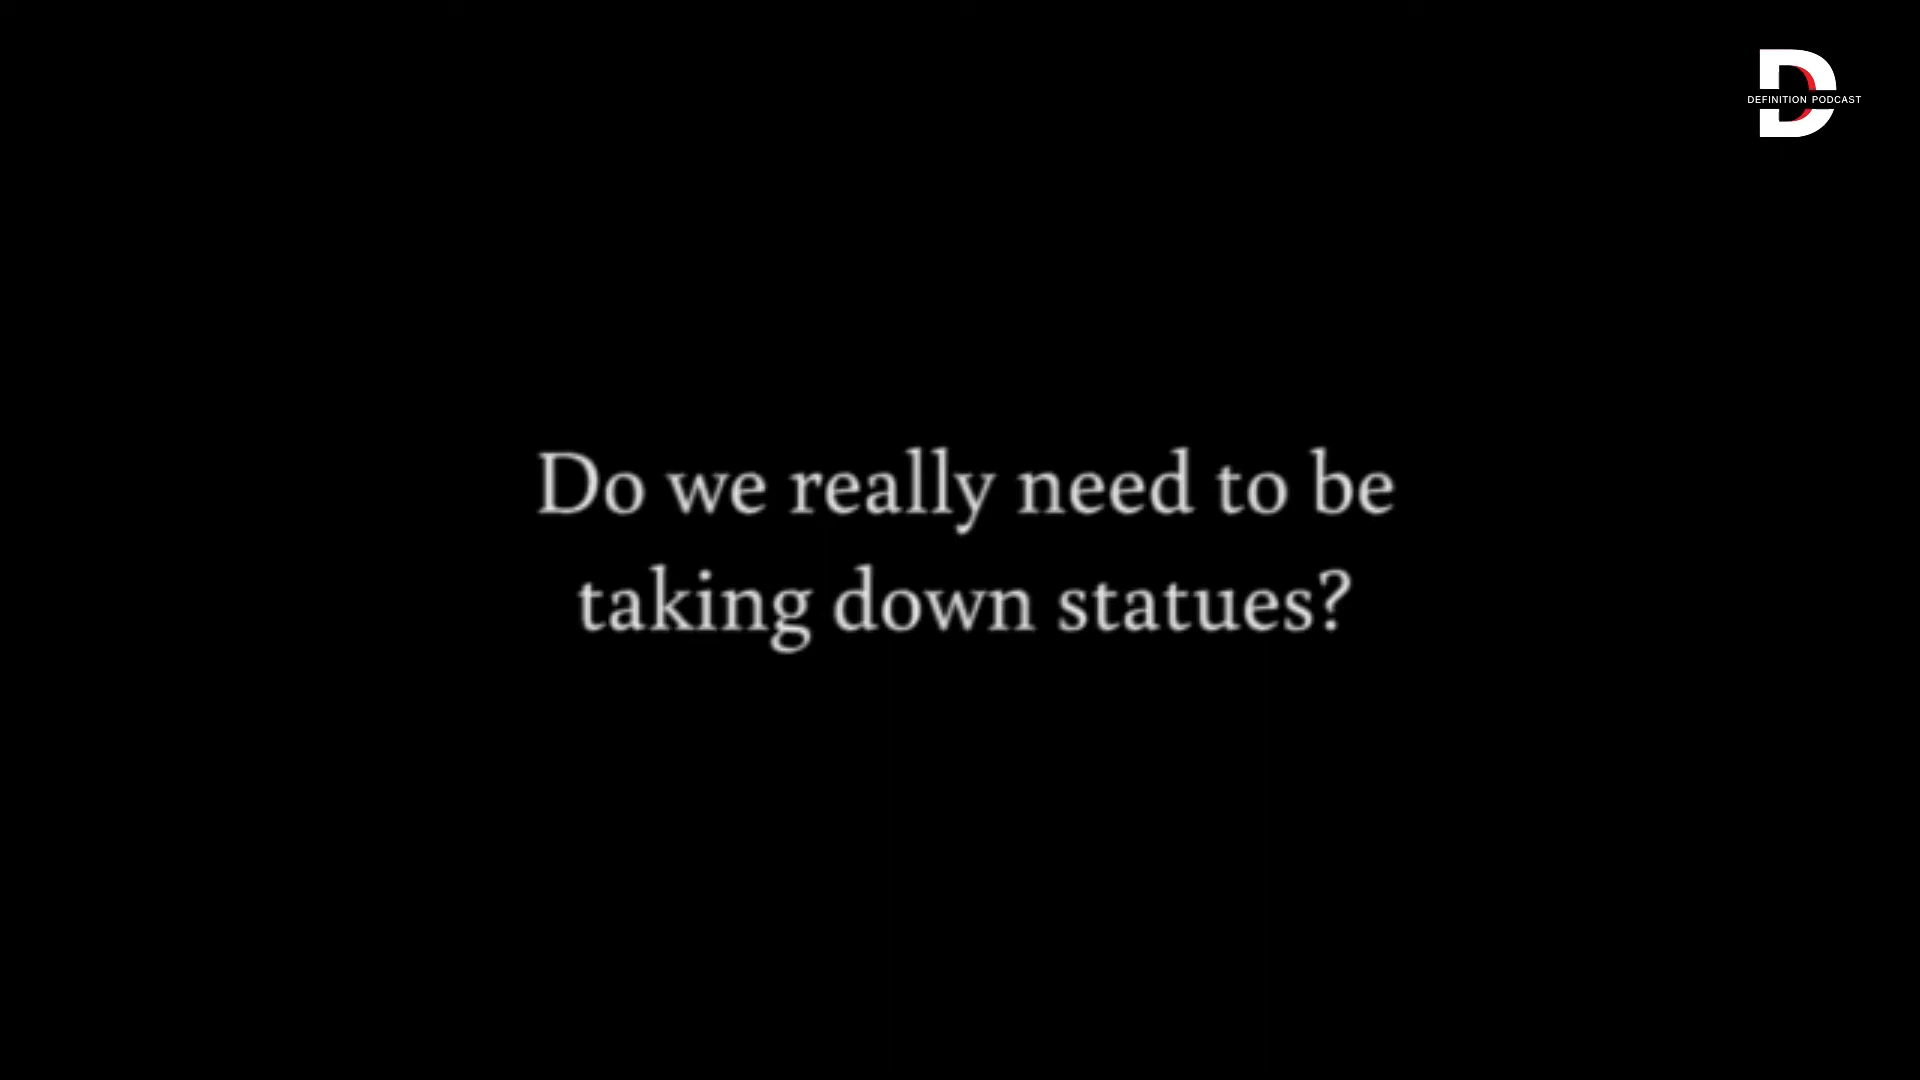 DEFINITION PODCAST
Do we really need to be
taking down statues?